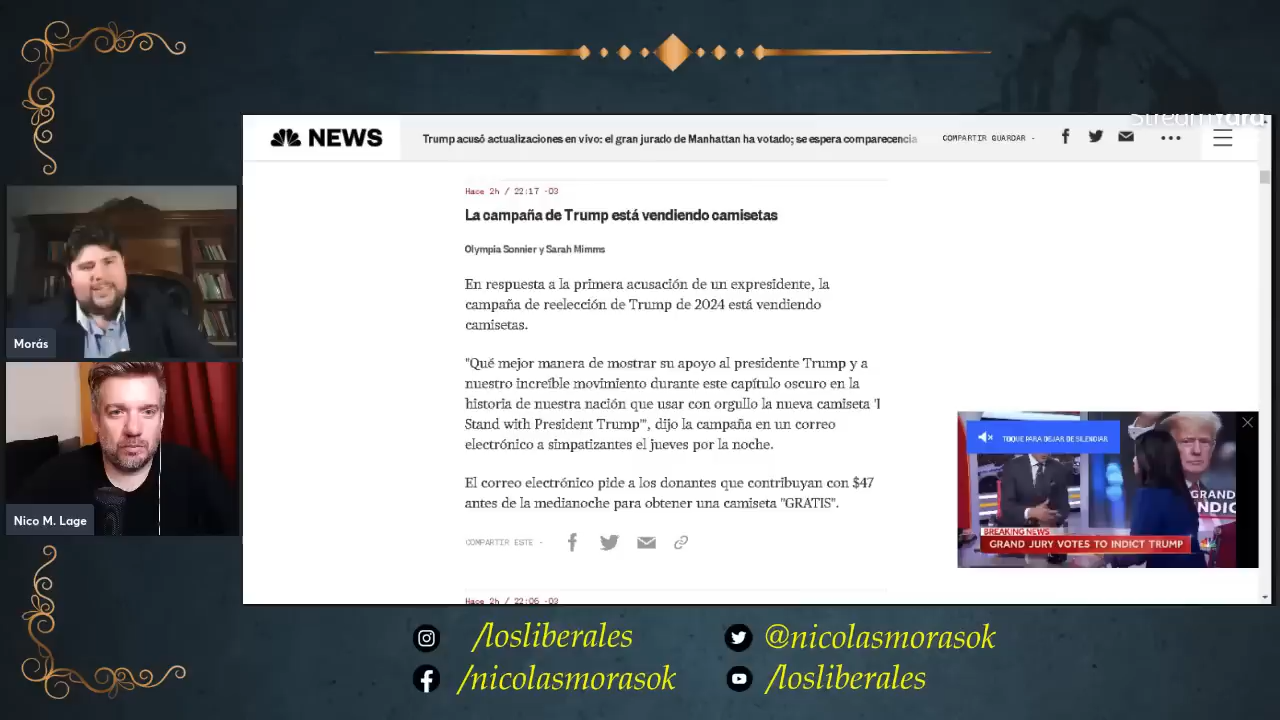 StreamYard
NEWS
Trump acusó actualizaciones en vivo: el gran jurado de Manhattan ha votado; se espera comparecencia
COMPARTIR GUARDAR -
Hace 2h / 22:17 -03
La campaña de Trump está vendiendo camisetas
Olympia Sonnier y Sarah Mimms
En respuesta a la primera acusación de un expresidente, la
campaña de reelección de Trump de 2024 está vendiendo
camisetas.
"Qué mejor manera de mostrar su apoyo al presidente Trump y a
nuestro increíble movimiento durante este capítulo oscuro en la
historia de nuestra nación que usar con orgullo la nueva camiseta 'I
Stand with President Trump'", dijo la campaña en un correo
electrónico a simpatizantes el jueves por la noche.
El correo electrónico pide a los donantes que contribuyan con $47
antes de la medianoche para obtener una camiseta "GRATIS".
COMPARTIR ESTE -
Hace 2h / 22:06 -03
Morás
Nico M. Lage
TOQUE PARA DEJAR DE SILENCIAR
GRAND
BREAKING NEWS
GRAND JURY VOTES TO INDICT TRUMP
/losliberales
@nicolasmorasok
/nicolasmorasok
/losliberales